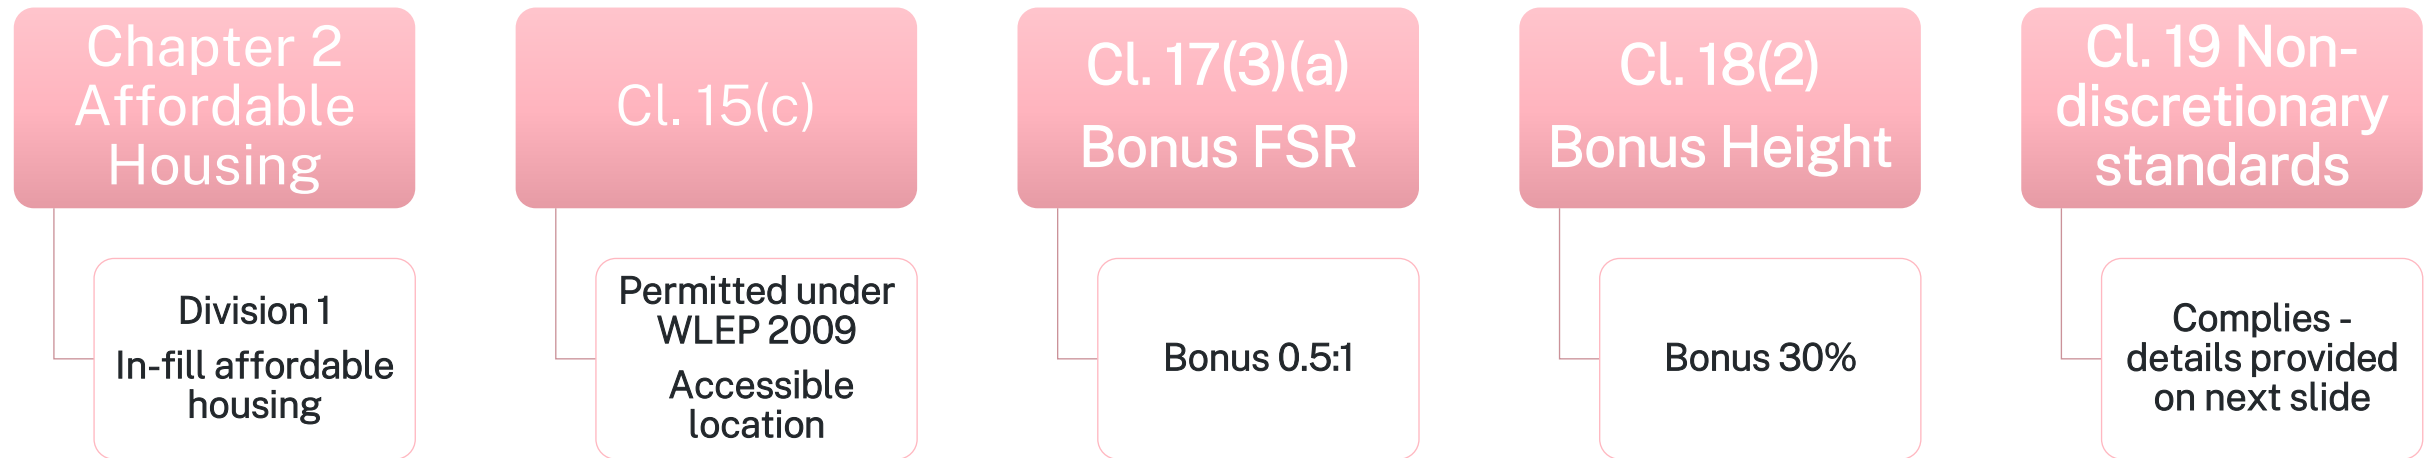 Chapter 2
Affordable
Housing
Division 1
In-fill affordable
housing
Cl. 15(c)
Permitted under
WLEP 2009
Accessible
location
Cl. 17(3)(a)
Bonus FSR
Bonus 0.5:1
Cl. 18(2)
Bonus Height
Bonus 30%
Cl. 19 Non-
discretionary
standards
Complies -
details provided
on next slide